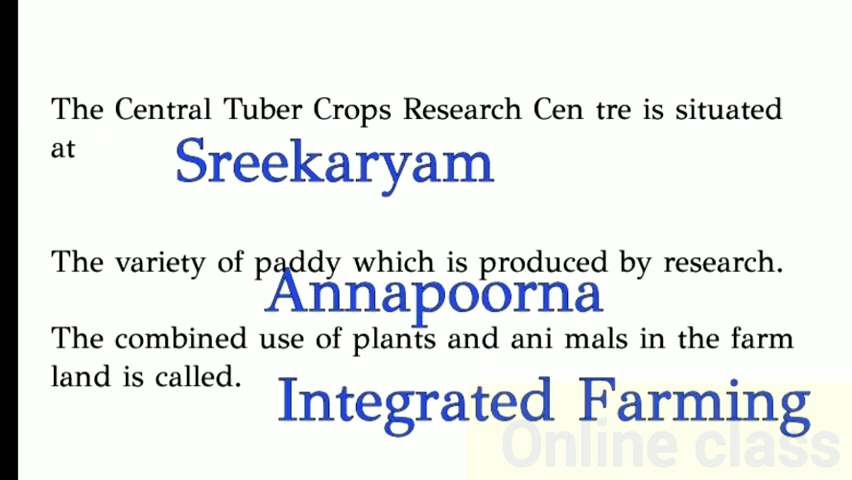 The Central Tuber Crops Research Cen tre is situated
at
Sreekaryam
The variety of paddy which is produced by research.
Annapoorna
The combined use of plants and ani mals in the farm
land is called.
Integrated Farming
Online class